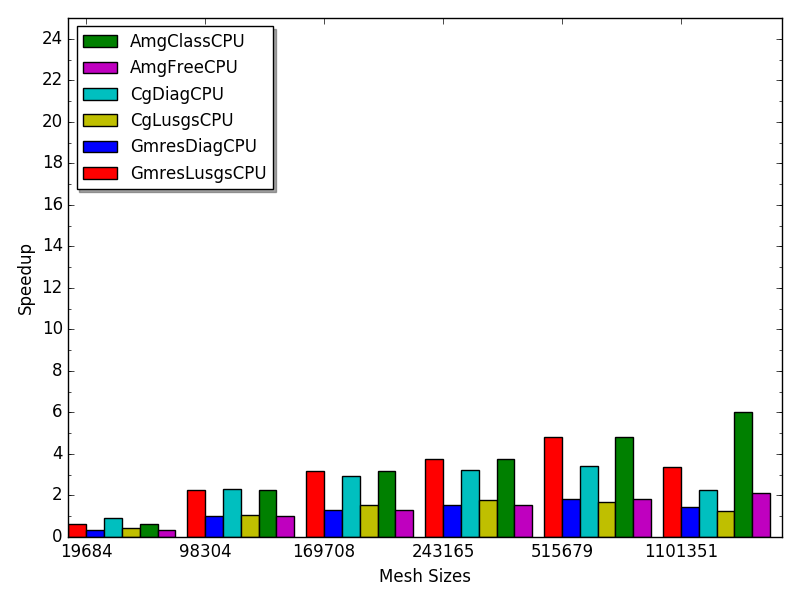 24
22
20
18
16
14
12
10
8
6
4
2
0
Speedup
AmgClassCPU
AmgFreeCPU
CgDiagCPU
CgLusgsCPU
GmresDiagCPU
GmresLusgsCPU
19684 98304 169708 243165 515679 1101351
Mesh Sizes